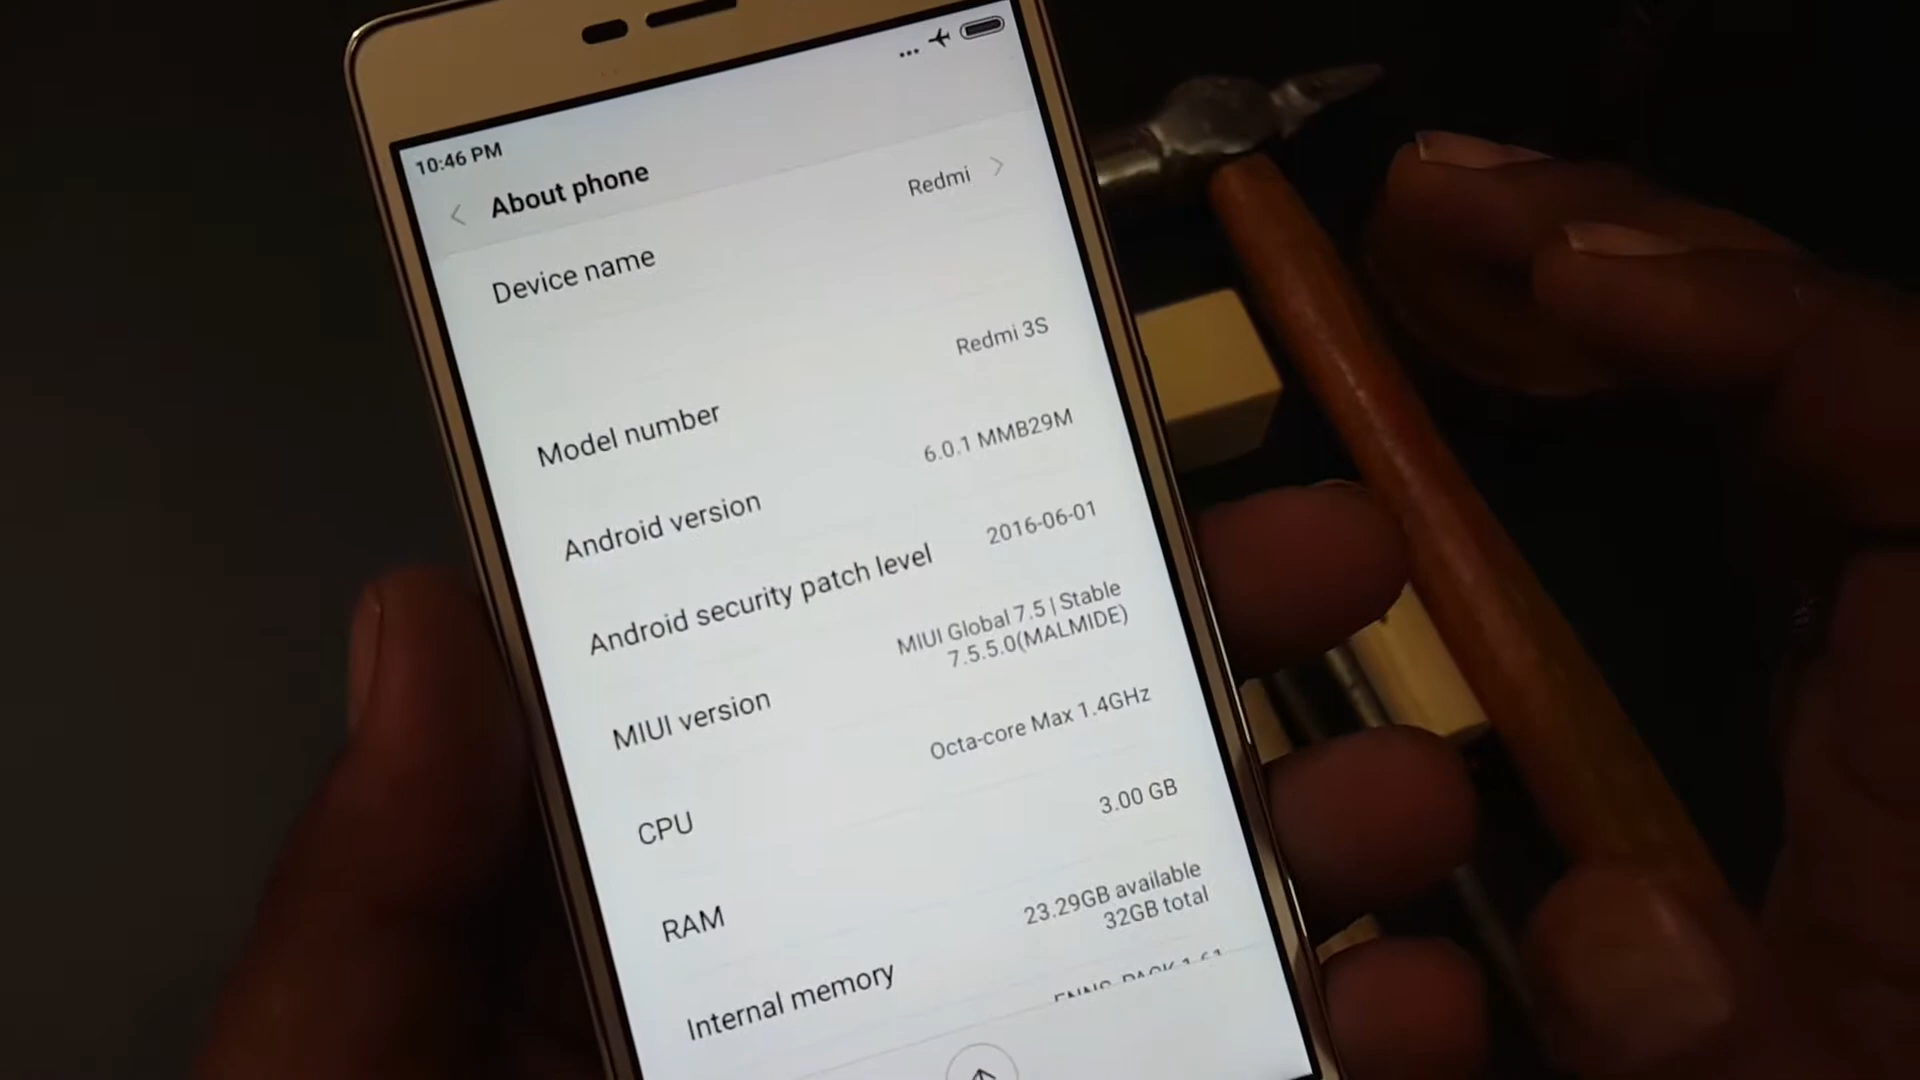 10:46 PM
About phone
Device name
Redmi
Model number
Redmi 3S
Android version
6.0.1 MMB29M
Android security patch level
2016-06-01
MIUI version
MIUI Global 7.5 | Stable
7.5.5.0(MALMIDE)
CPU
Octa-core Max 1.4GHz
RAM
3.00 GB
Internal memory
23.29GB available
32GB total